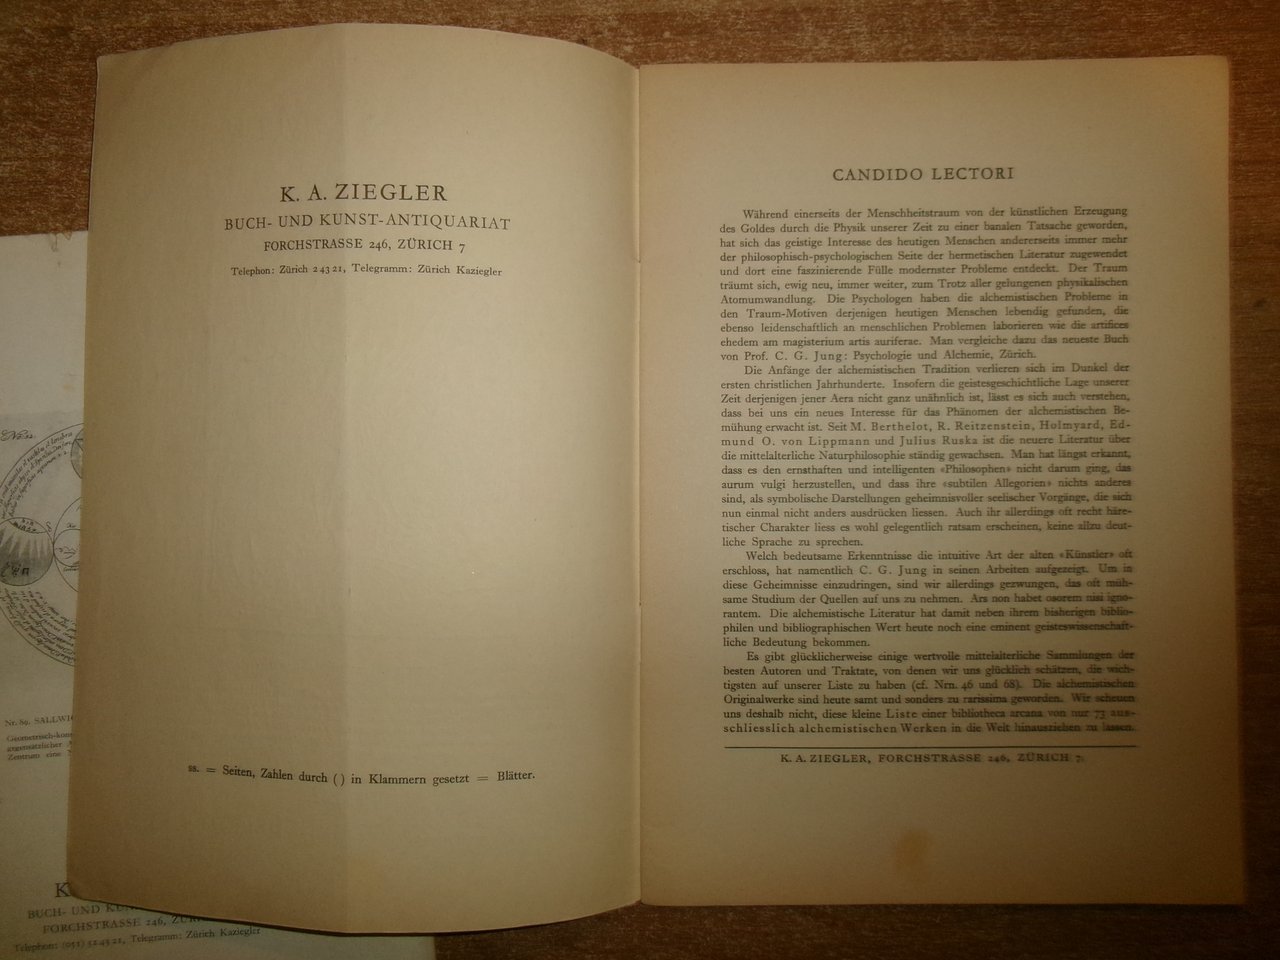 K. A. ZIEGLER
BUCH- UND KUNST-ANTIQUARIAT
FORCHSTRASSE 246, ZÜRICH 7
Telephon: Zürich 2 43 21, Telegramm: Zürich Kaziegler
ss. = Seiten, Zahlen durch ( ) in Klammern gesetzt = Blätter.
CANDIDO LECTORI
Während einerseits der Menschheitstraum von der künstlichen Erzeugung
des Goldes durch die Physik unserer Zeit zu einer banalen Tatsache geworden,
hat sich das geistige Interesse des heutigen Menschen andererseits immer mehr
der philosophisch-psychologischen Seite der hermetischen Literatur zugewendet
und dort eine faszinierende Fülle modernster Probleme entdeckt. Der Traum
träumt sich, ewig neu, immer weiter, zum Trotz aller gelungenen physikalischen
Atomumwandlung. Die Psychologen haben die alchemistischen Probleme in
den Traum-Motiven derjenigen heutigen Menschen lebendig gefunden, die
ebenso leidenschaftlich an menschlichen Problemen laborieren wie die artifices
ehedem am magisterium artis auriferae. Man vergleiche dazu das neueste Buch
von Prof. C. G. Jung: Psychologie und Alchemie, Zürich.
Die Anfänge der alchemistischen Tradition verlieren sich im Dunkel der
ersten christlichen Jahrhunderte. Insofern die geistesgeschichtliche Lage unserer
Zeit derjenigen jener Aera nicht ganz unähnlich ist, lässt es sich auch verstehen,
dass bei uns ein neues Interesse für das Phänomen der alchemistischen Be-
mühung erwacht ist. Seit M. Berthelot, R. Reitzenstein, Holmyard, Ed-
mund O. von Lippmann und Julius Ruska ist die neuere Literatur über
die mittelalterliche Naturphilosophie ständig gewachsen. Man hat längst erkannt,
dass es den ernsthaften und intelligenten «Philosophen» nicht darum ging, das
aurum vulgi herzustellen, und dass ihre «subtilen Allegorien» nichts anderes
sind, als symbolische Darstellungen geheimnisvoller seelischer Vorgänge, die sich
nun einmal nicht anders ausdrücken liessen. Auch ihr allerdings oft recht häre-
tischer Charakter liess es wohl gelegentlich ratsam erscheinen, keine allzu deut-
liche Sprache zu sprechen.
Welch bedeutsame Erkenntnisse die intuitive Art der alten «Künstler» oft
erschloss, hat namentlich C. G. Jung in seinen Arbeiten aufgezeigt. Um in
diese Geheimnisse einzudringen, sind wir allerdings gezwungen, das oft müh-
same Studium der Quellen auf uns zu nehmen. Ars non habet osorem nisi igno-
rantem. Die alchemistische Literatur hat damit neben ihrem bisherigen biblio-
philen und bibliographischen Wert heute noch eine eminent geisteswissenschaft-
liche Bedeutung bekommen.
Es gibt glücklicherweise einige wertvolle mittelalterliche Sammlungen der
besten Autoren und Traktate, von denen wir uns glücklich schätzen, die wich-
tigsten auf unserer Liste zu haben (cf. Nrn. 46 und 68). Die alchemistischen
Originalwerke sind heute samt und sonders zu rarissima geworden. Wir scheuen
uns deshalb nicht, diese kleine Liste einer bibliotheca arcana von nur 73 aus-
schliesslich alchemistischen Werken in die Welt hinausziehen zu lassen.
K. A. ZIEGLER, FORCHSTRASSE 246, ZÜRICH 7.
Nr. 89. SALLWIG
Geometrisch-kon
gegensätzlicher
Zentrum eine
K
BUCH- UND KUN
FORCHSTRASSE 246, ZÜR
Telephon: (051) 32 43 21, Telegramm: Zürich Kaziegler